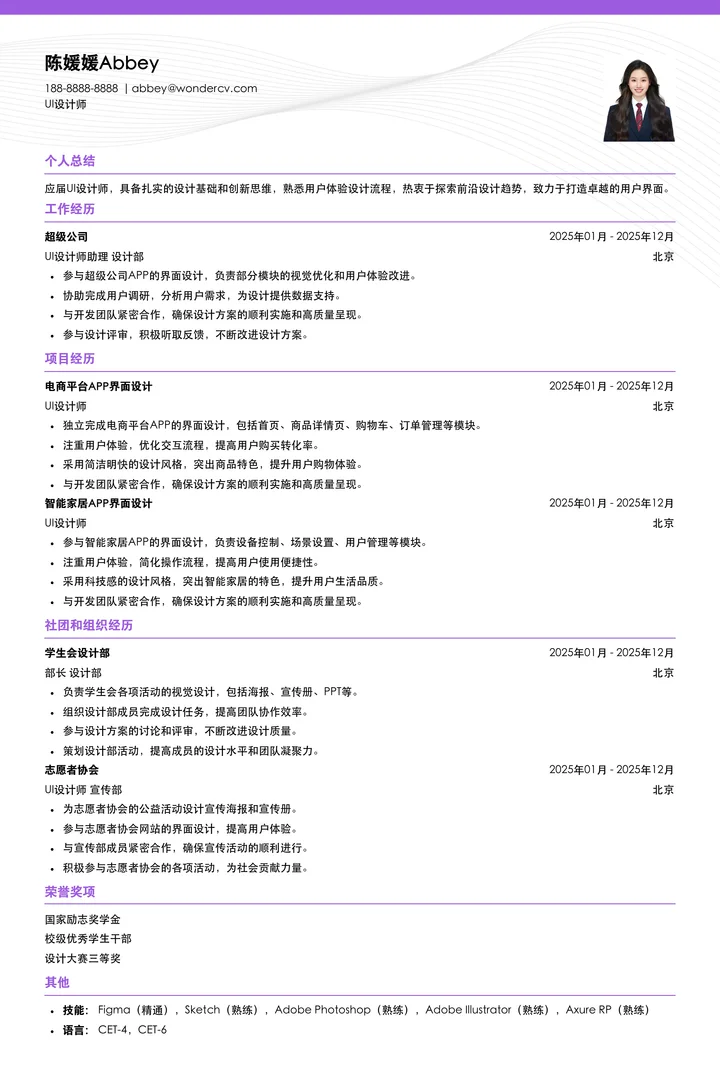 陈媛媛Abbey
188-8888-8888 | abbey@wondercv.com
UI设计师
个人总结
应届UI设计师，具备扎实的设计基础和创新思维，熟悉用户体验设计流程，热衷于探索前沿设计趋势，致力于打造卓越的用户界面。
工作经历
超级公司 2025年01月 - 2025年12月
UI设计师助理 设计部 北京
• 参与超级公司APP的界面设计，负责部分模块的视觉优化和用户体验改进。
• 协助完成用户调研，分析用户需求，为设计提供数据支持。
• 与开发团队紧密合作，确保设计方案的顺利实施和高质量呈现。
• 参与设计评审，积极听取反馈，不断改进设计方案。
项目经历
电商平台APP界面设计 2025年01月 - 2025年12月
UI设计师 北京
• 独立完成电商平台APP的界面设计，包括首页、商品详情页、购物车、订单管理等模块。
• 注重用户体验，优化交互流程，提高用户购买转化率。
• 采用简洁明快的设计风格，突出商品特色，提升用户购物体验。
• 与开发团队紧密合作，确保设计方案的顺利实施和高质量呈现。
智能家居APP界面设计 2025年01月 - 2025年12月
UI设计师 北京
• 参与智能家居APP的界面设计，负责设备控制、场景设置、用户管理等模块。
• 注重用户体验，简化操作流程，提高用户使用便捷性。
• 采用科技感的设计风格，突出智能家居的特色，提升用户生活品质。
• 与开发团队紧密合作，确保设计方案的顺利实施和高质量呈现。
社团和组织经历
学生会设计部 2025年01月 - 2025年12月
部长 设计部 北京
• 负责学生会各项活动的视觉设计，包括海报、宣传册、PPT等。
• 组织设计部成员完成设计任务，提高团队协作效率。
• 参与设计方案的讨论和评审，不断改进设计质量。
• 策划设计部活动，提高成员的设计水平和团队凝聚力。
志愿者协会 2025年01月 - 2025年12月
UI设计师 宣传部 北京
• 为志愿者协会的公益活动设计宣传海报和宣传册。
• 参与志愿者协会网站的界面设计，提高用户体验。
• 与宣传部成员紧密合作，确保宣传活动的顺利进行。
• 积极参与志愿者协会的各项活动，为社会贡献力量。
荣誉奖项
国家励志奖学金
校级优秀学生干部
设计大赛三等奖
其他
• 技能： Figma（精通），Sketch（熟练），Adobe Photoshop（熟练），Adobe Illustrator（熟练），Axure RP（熟练）
• 语言： CET-4，CET-6